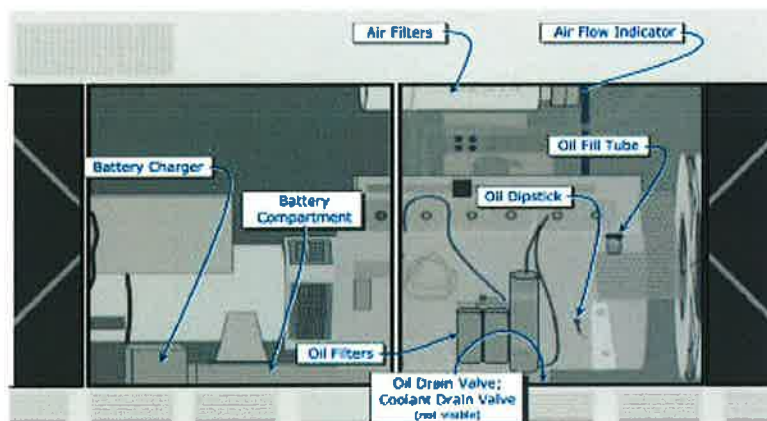 Air Filters
Air Flow Indicator
Oil Fill Tube
Battery Charger
Oil Dipstick
Battery
Compartment
Oil Filters
Oil Drain Valve;
Coolant Drain Valve
(not visible)